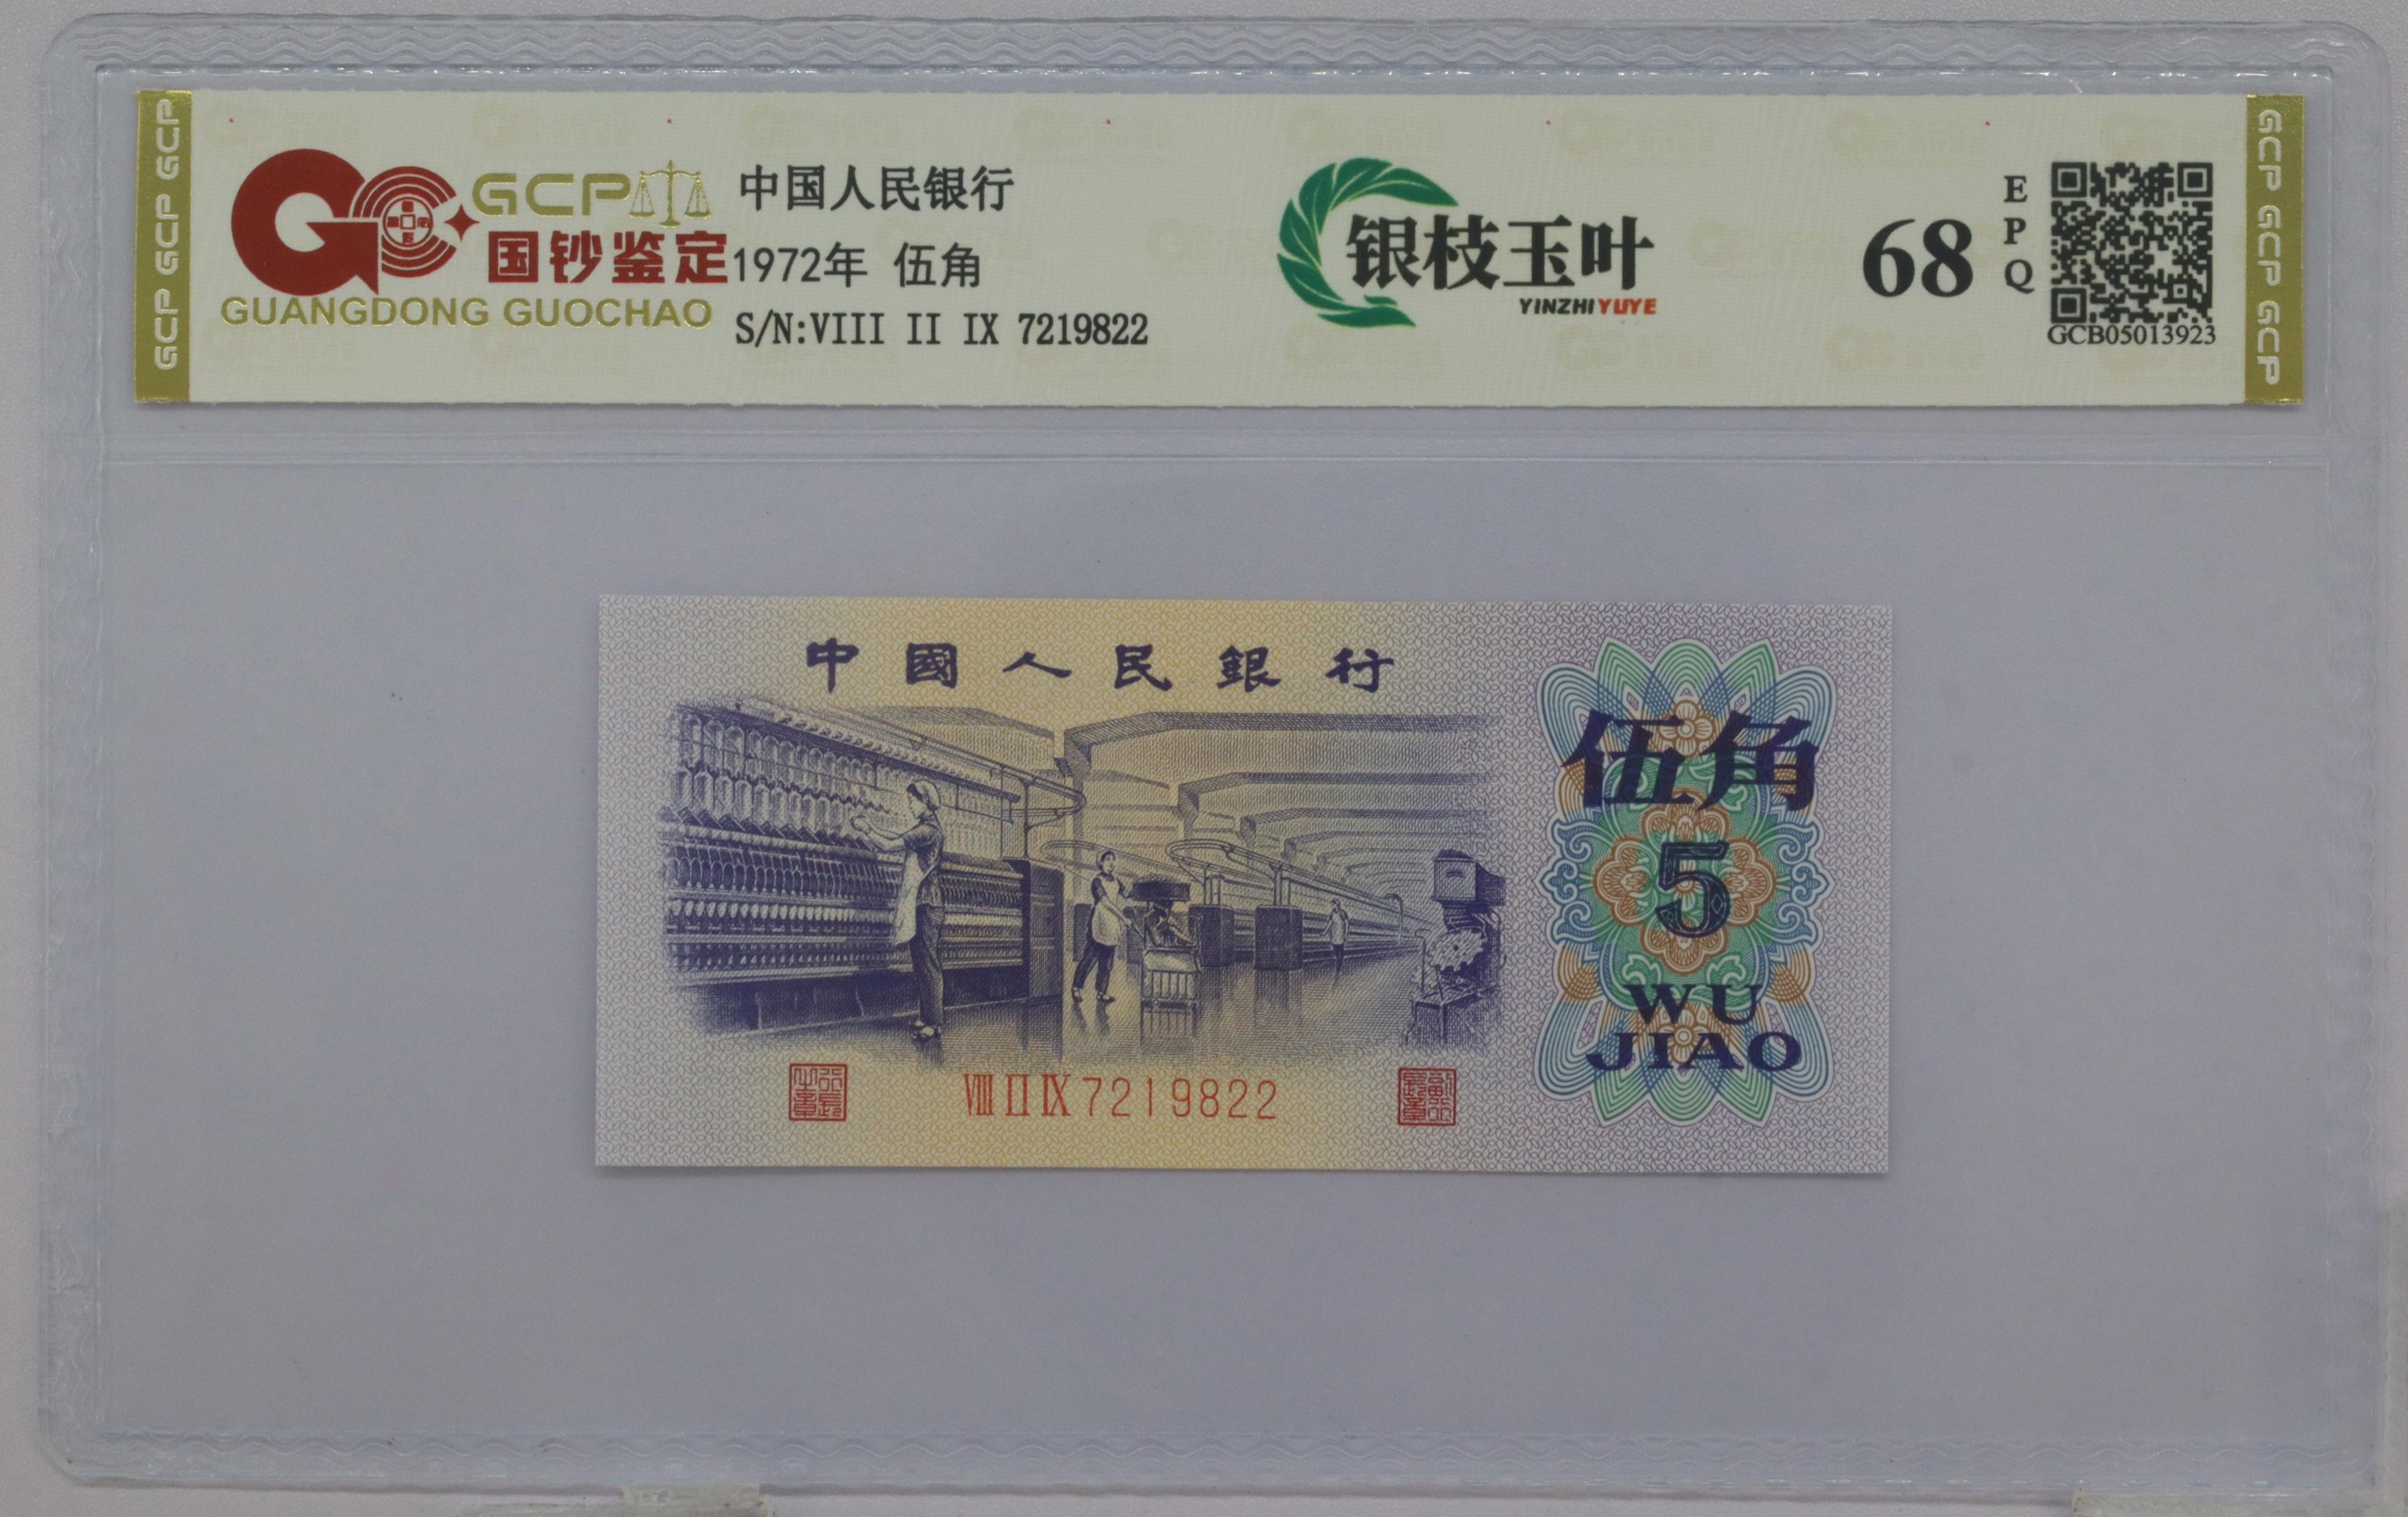 GCP GCP GCP
GCP
国钞鉴定
GUANGDONG GUOCHAO
中国人民银行
1972年 伍角
S/N:VIII II IX 7219822
银枝玉叶
YINZHIYUYE
68
EPQ
GCB05013923
GCP GCP GCP
中國人民銀行
伍角
5
WU
JIAO
VIII II IX 7219822